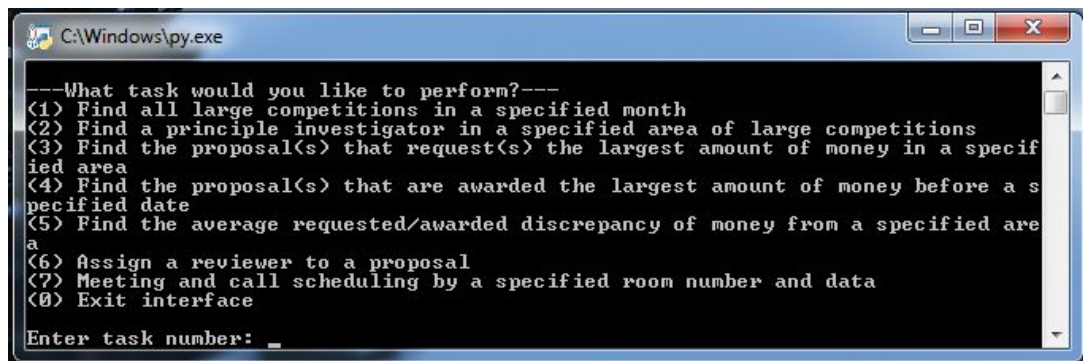 C:\Windows\py.exe
---What task would you like to perform?---
(1) Find all large competitions in a specified month
(2) Find a principle investigator in a specified area of large competitions
(3) Find the proposal(s) that request(s) the largest amount of money in a specif
ied area
(4) Find the proposal(s) that are awarded the largest amount of money before a s
pecified date
(5) Find the average requested/awarded discrepancy of money from a specified are
a
(6) Assign a reviewer to a proposal
(7) Meeting and call scheduling by a specified room number and data
(0) Exit interface
Enter task number: _